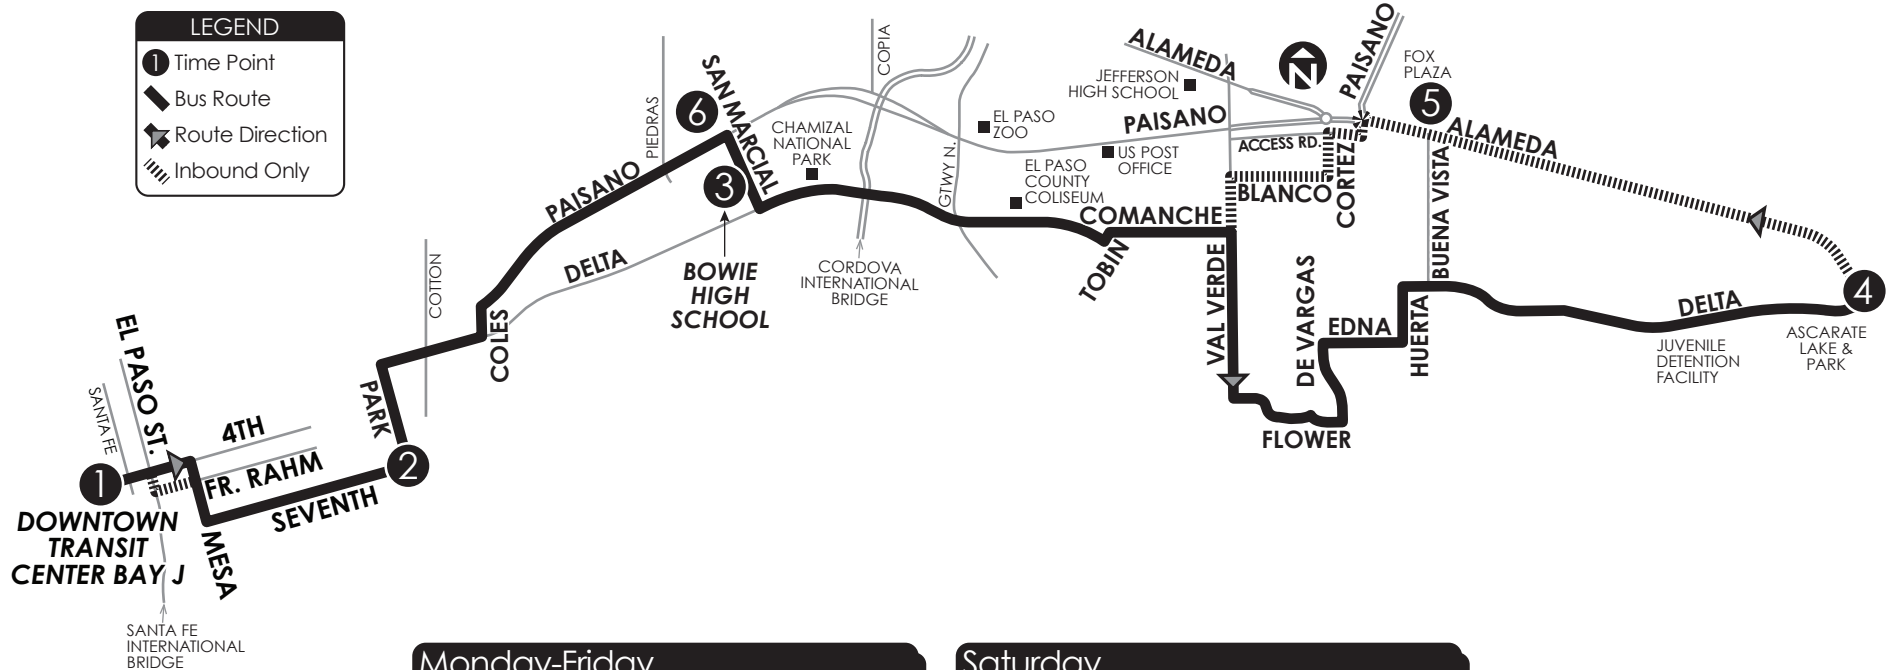 LEGEND
1 Time Point
Bus Route
Route Direction
Inbound Only
PIEDRAS
SAN MARCIAL
COPIA
6
CHAMIZAL
NATIONAL
PARK
3
PAISANO
DELTA
BOWIE
HIGH
SCHOOL
CORDOVA
INTERNATIONAL
BRIDGE
GTWY N.
EL PASO
ZOO
EL PASO
COUNTY
COLISEUM
ALAMEDA
JEFFERSON
HIGH SCHOOL
PAISANO
US POST
OFFICE
ACCESS RD.
N
PAISANO
FOX
PLAZA
5
ALAMEDA
BLANCO
CORTEZ
BUENA VISTA
COMANCHE
TOBIN
VAL VERDE
DE VARGAS
EDNA
HUERTA
FLOWER
DELTA
4
JUVENILE
DETENTION
FACILITY
ASCARATE
LAKE &
PARK
COTTON
COLES
PARK
EL PASO ST.
SANTA FE
4TH
FR. RAHM
SEVENTH
2
1
MESA
DOWNTOWN
TRANSIT
CENTER BAY J
SANTA FE
INTERNATIONAL
BRIDGE
Monday-Friday
Saturday